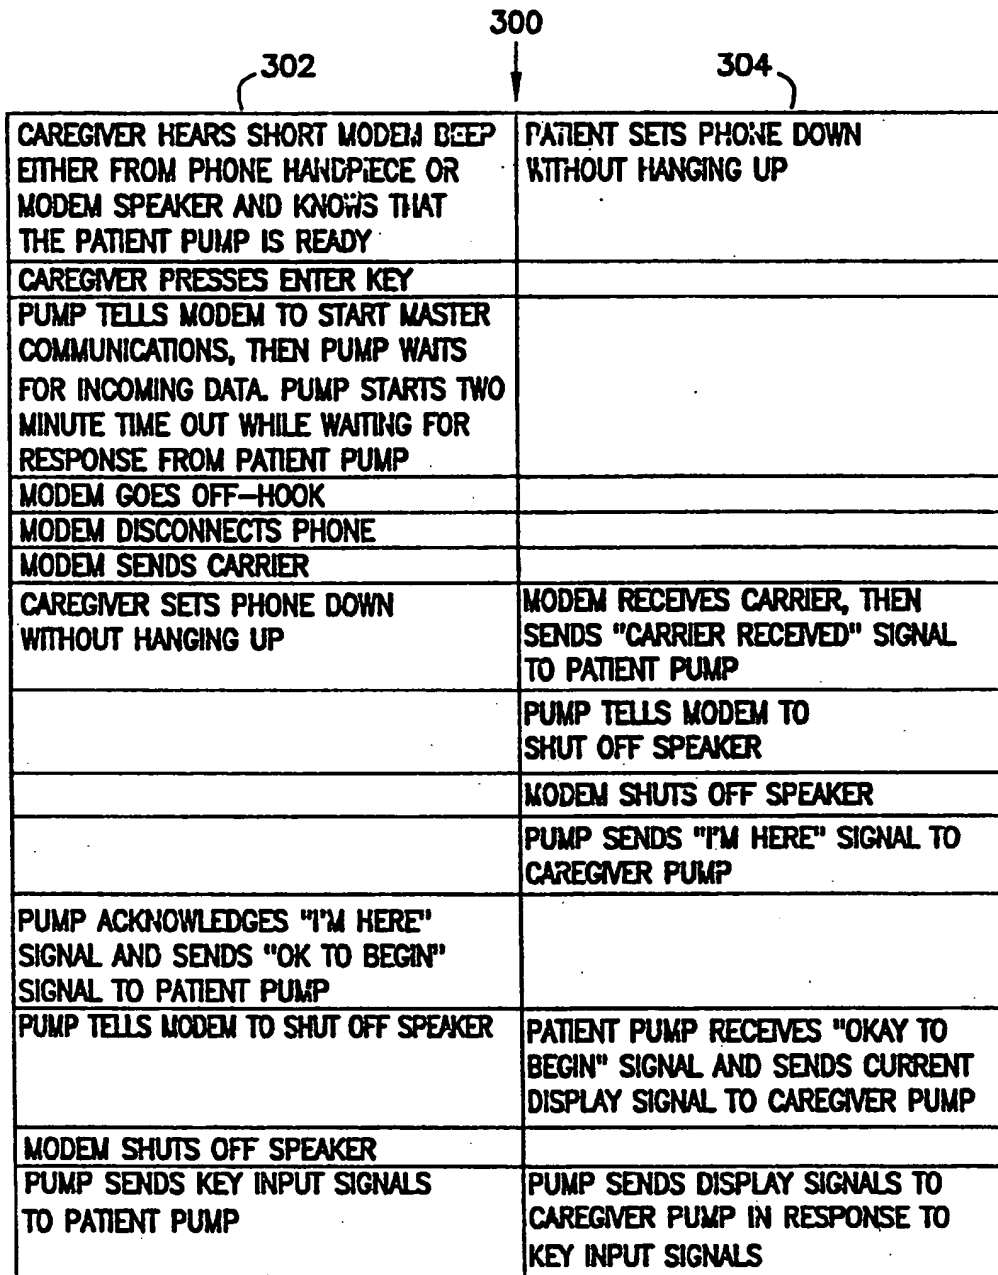 300
302
304
CAREGIVER HEARS SHORT MODEM BEEP
EITHER FROM PHONE HANDPIECE OR
MODEM SPEAKER AND KNOWS THAT
THE PATIENT PUMP IS READY
PATIENT SETS PHONE DOWN
WITHOUT HANGING UP
CAREGIVER PRESSES ENTER KEY
PUMP TELLS MODEM TO START MASTER
COMMUNICATIONS, THEN PUMP WAITS
FOR INCOMING DATA. PUMP STARTS TWO
MINUTE TIME OUT WHILE WAITING FOR
RESPONSE FROM PATIENT PUMP
MODEM GOES OFF-HOOK
MODEM DISCONNECTS PHONE
MODEM SENDS CARRIER
CAREGIVER SETS PHONE DOWN
WITHOUT HANGING UP
MODEM RECEIVES CARRIER, THEN
SENDS "CARRIER RECEIVED" SIGNAL
TO PATIENT PUMP
PUMP TELLS MODEM TO
SHUT OFF SPEAKER
MODEM SHUTS OFF SPEAKER
PUMP SENDS "I'M HERE" SIGNAL TO
CAREGIVER PUMP
PUMP ACKNOWLEDGES "I'M HERE"
SIGNAL AND SENDS "OK TO BEGIN"
SIGNAL TO PATIENT PUMP
PUMP TELLS MODEM TO SHUT OFF SPEAKER
PATIENT PUMP RECEIVES "OKAY TO
BEGIN" SIGNAL AND SENDS CURRENT
DISPLAY SIGNAL TO CAREGIVER PUMP
MODEM SHUTS OFF SPEAKER
PUMP SENDS KEY INPUT SIGNALS
TO PATIENT PUMP
PUMP SENDS DISPLAY SIGNALS TO
CAREGIVER PUMP IN RESPONSE TO
KEY INPUT SIGNALS